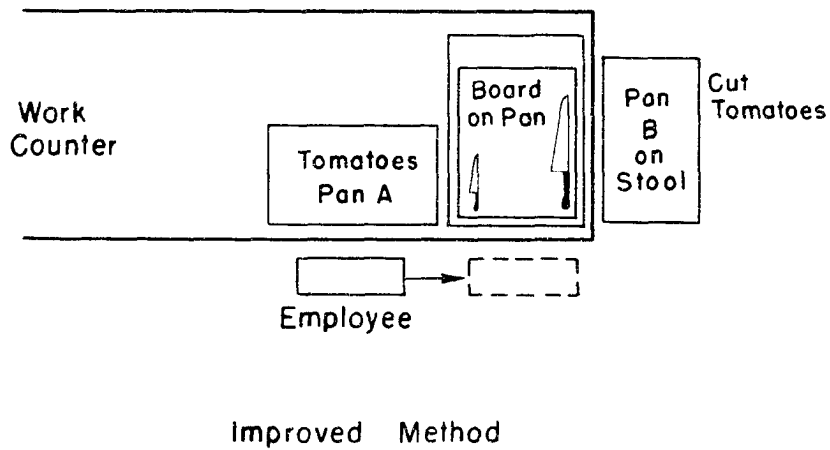 Work
Counter
Tomatoes
Pan A
Board
on Pan
Pan
B
on
Stool
Cut
Tomatoes
Employee
Improved Method